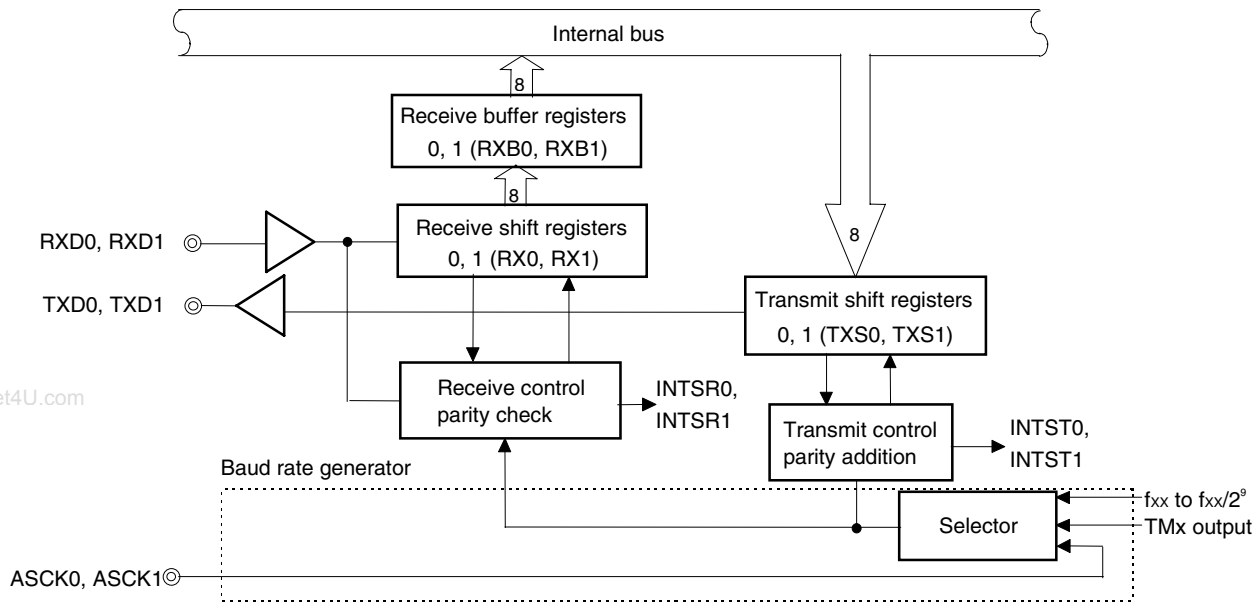 Internal bus
8
Receive buffer registers
0, 1 (RXB0, RXB1)
8
Receive shift registers
0, 1 (RX0, RX1)
RXD0, RXD1
8
TXD0, TXD1
Transmit shift registers
0, 1 (TXS0, TXS1)
Receive control
parity check
INTSR0,
INTSR1
et4U.com
Transmit control
parity addition
INTST0,
INTST1
Baud rate generator
Selector
fxx to fxx/2⁹
TMx output
ASCK0, ASCK1